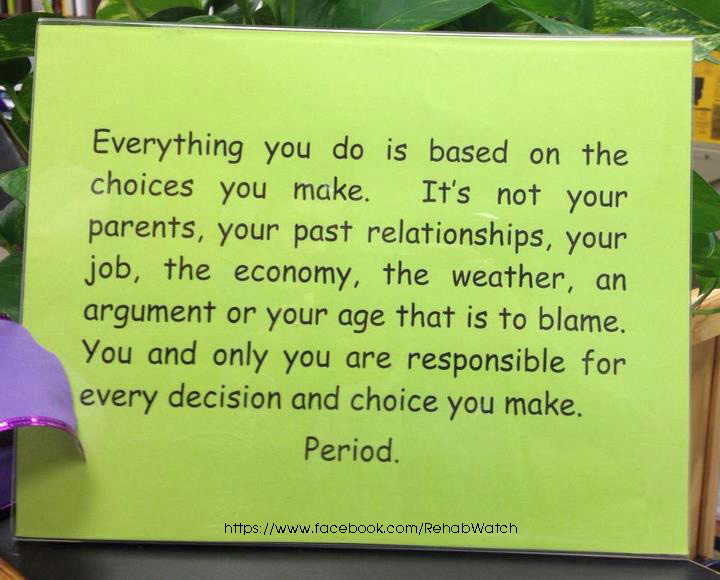 Everything you do is based on the
choices you make. It's not your
parents, your past relationships, your
job, the economy, the weather, an
argument or your age that is to blame.
You and only you are responsible for
every decision and choice you make.
Period.
https://www.facebook.com/RehabWatch